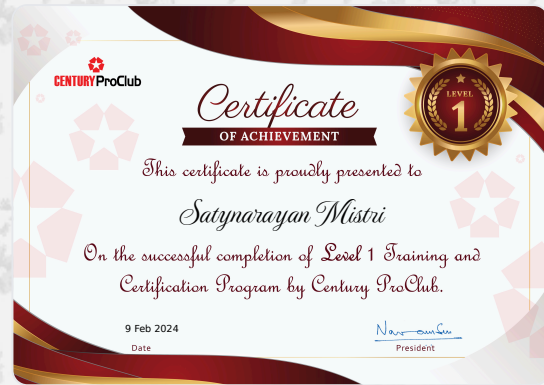 CENTURY ProClub
LEVEL
1
Certificate
OF ACHIEVEMENT
This certificate is proudly presented to
Satynarayan Mistri
On the successful completion of Level 1 Training and
Certification Program by Century ProClub.
9 Feb 2024
Date
President